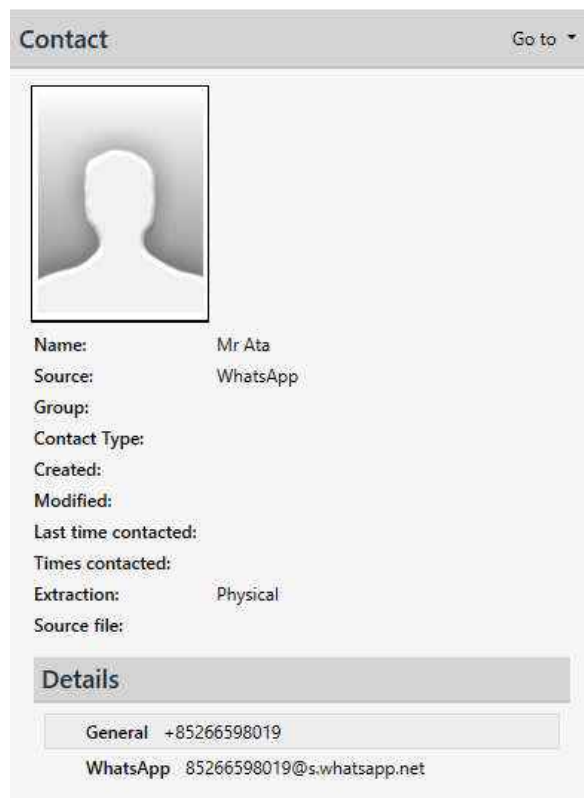 Contact Go to
Name: Mr Ata
Source: WhatsApp
Group:
Contact Type:
Created:
Modified:
Last time contacted:
Times contacted:
Extraction: Physical
Source file:
Details
General +85266598019
WhatsApp 85266598019@s.whatsapp.net